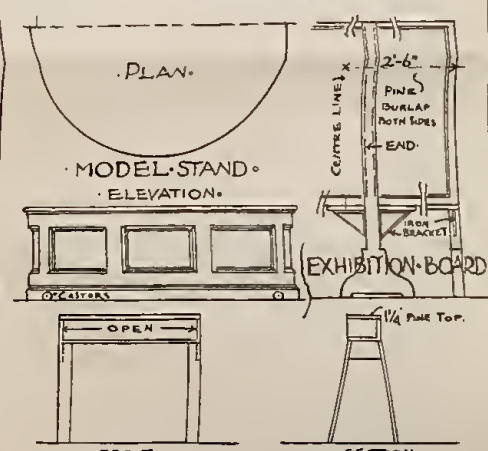 ·PLAN·
·MODEL·STAND·
·ELEVATION·
CASTORS
CENTRE LINE
2'-6"
PINE
BURLAP
BOTH SIDES
END·
IRON
BRACKET
EXHIBITION·BOARD
OPEN
1¼" PINE TOP.
SECTION